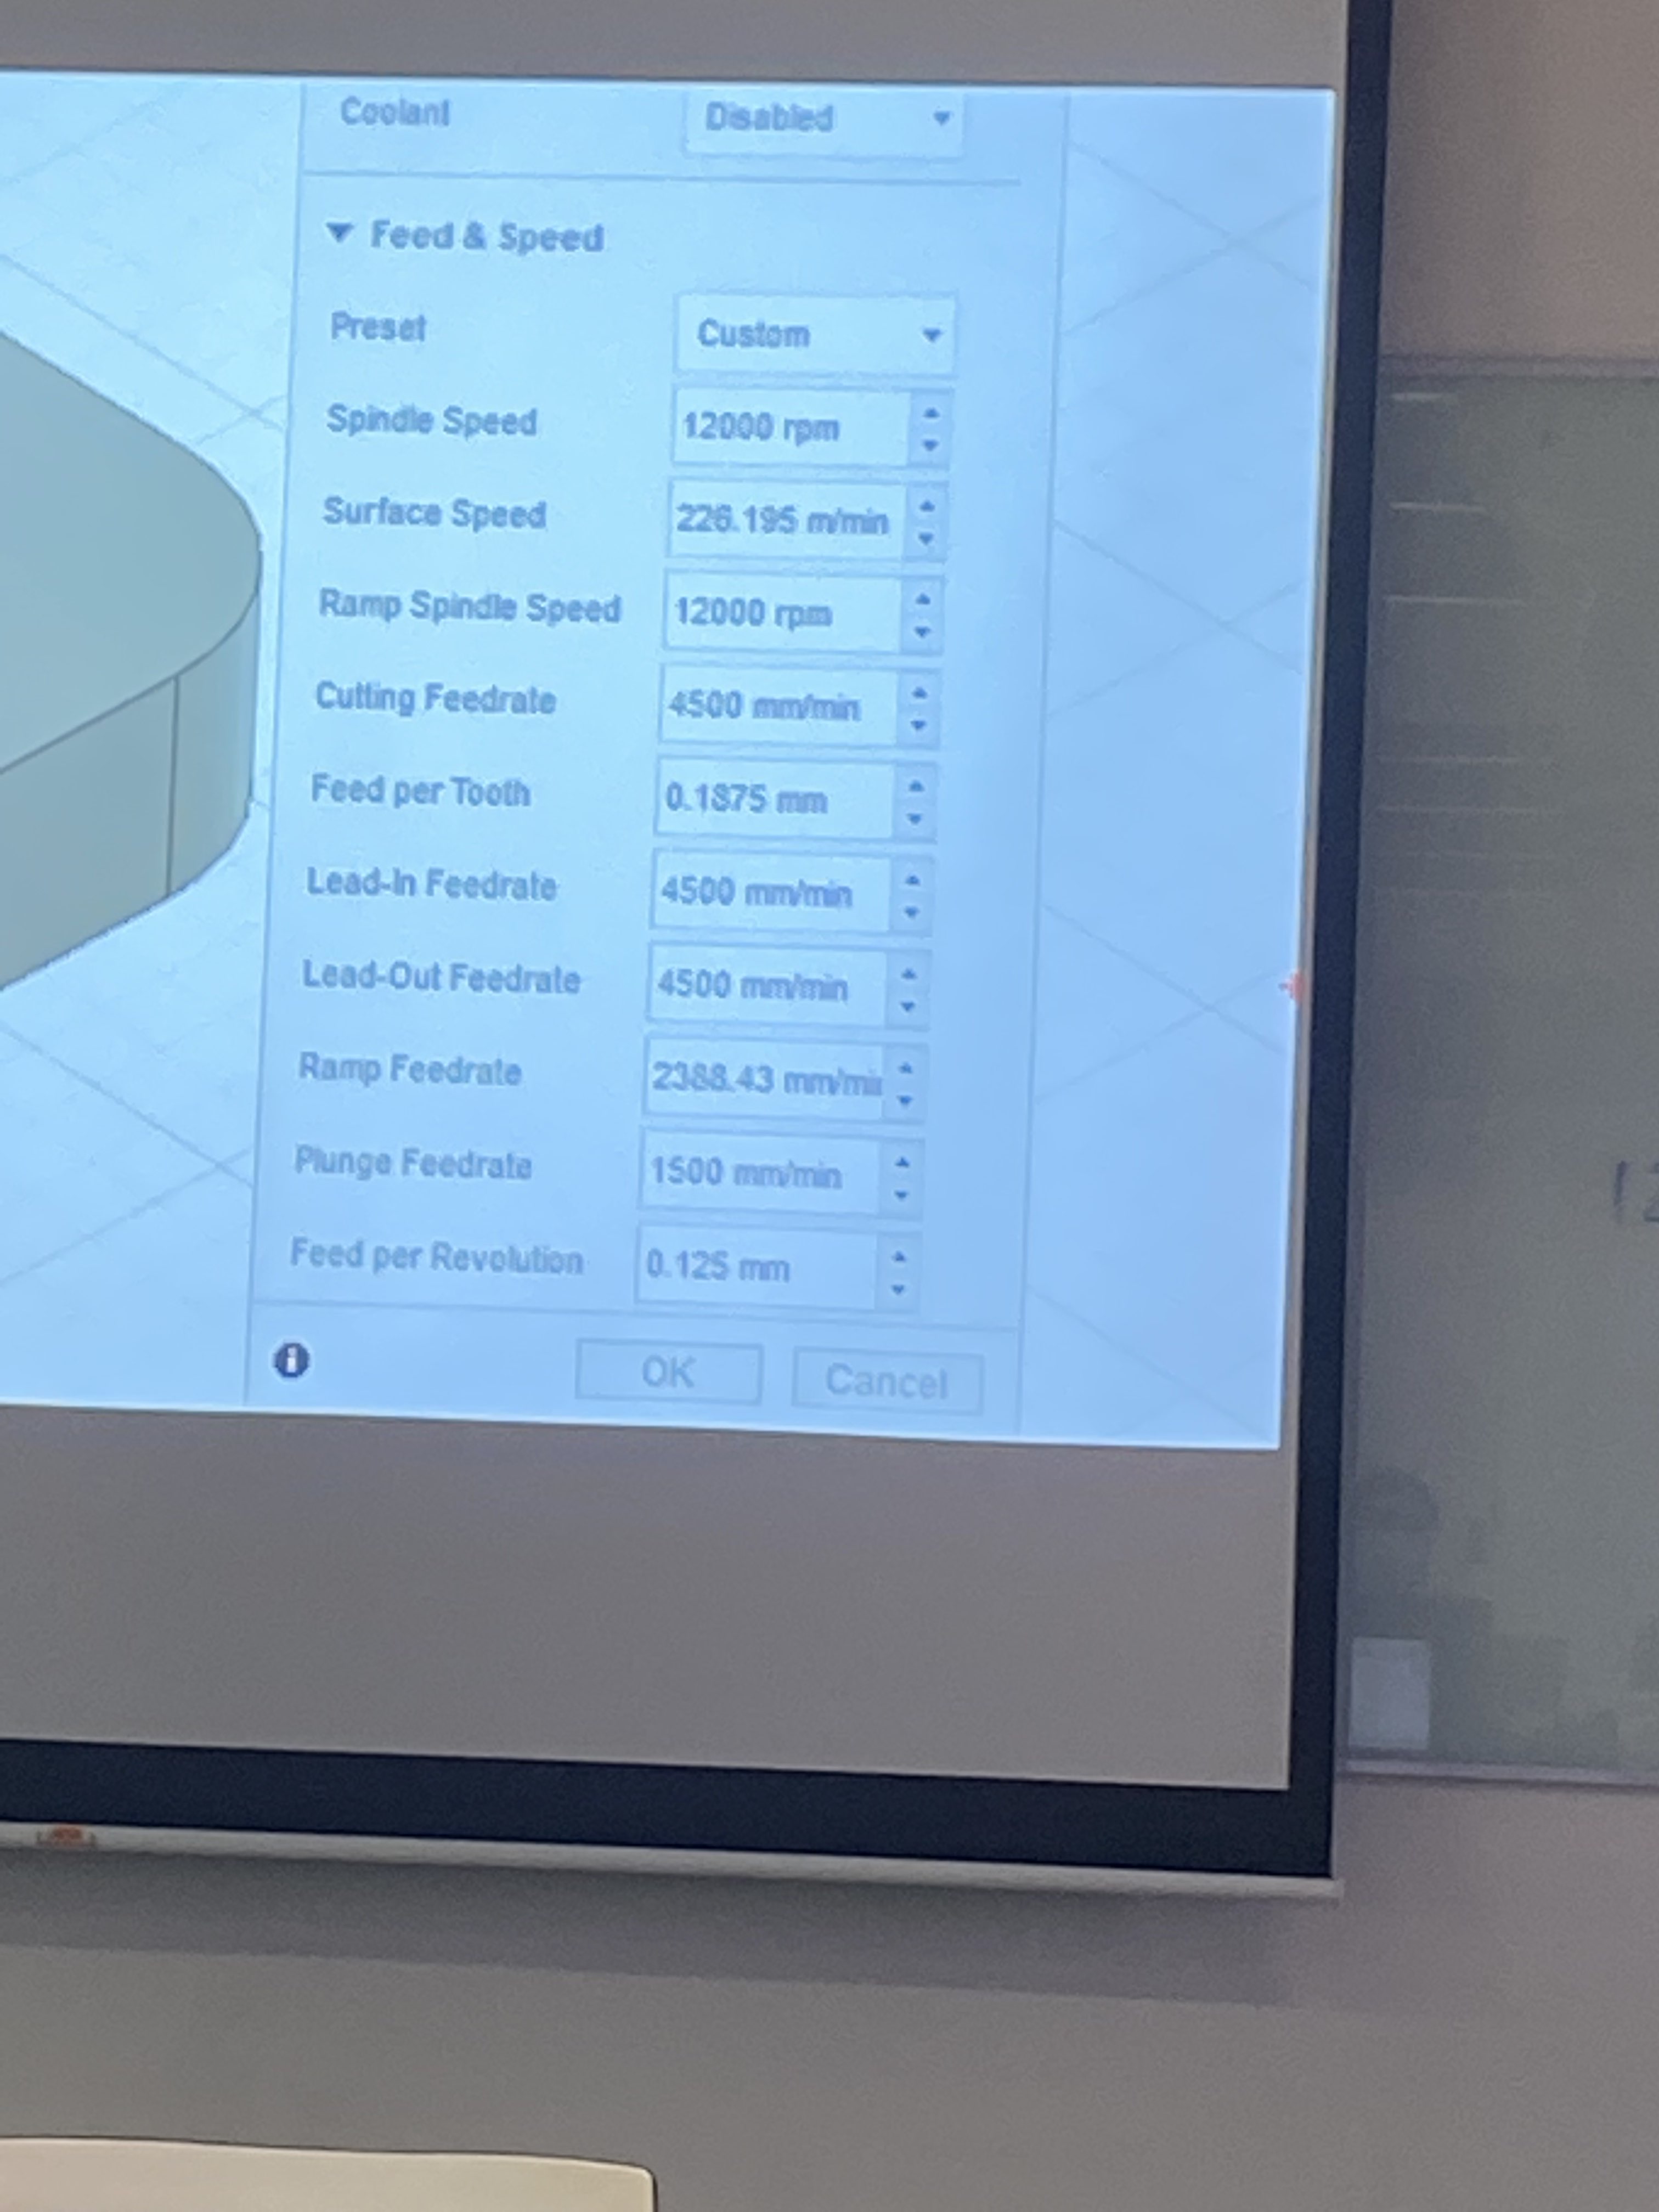 Coolant Disabled
Feed & Speed
Preset Custom
Spindle Speed 12000 rpm
Surface Speed 226.195 m/min
Ramp Spindle Speed 12000 rpm
Cutting Feedrate 4500 mm/min
Feed per Tooth 0.1875 mm
Lead-In Feedrate 4500 mm/min
Lead-Out Feedrate 4500 mm/min
Ramp Feedrate 2388.43 mm/mi
Plunge Feedrate 1500 mm/min
Feed per Revolution 0.125 mm
OK Cancel